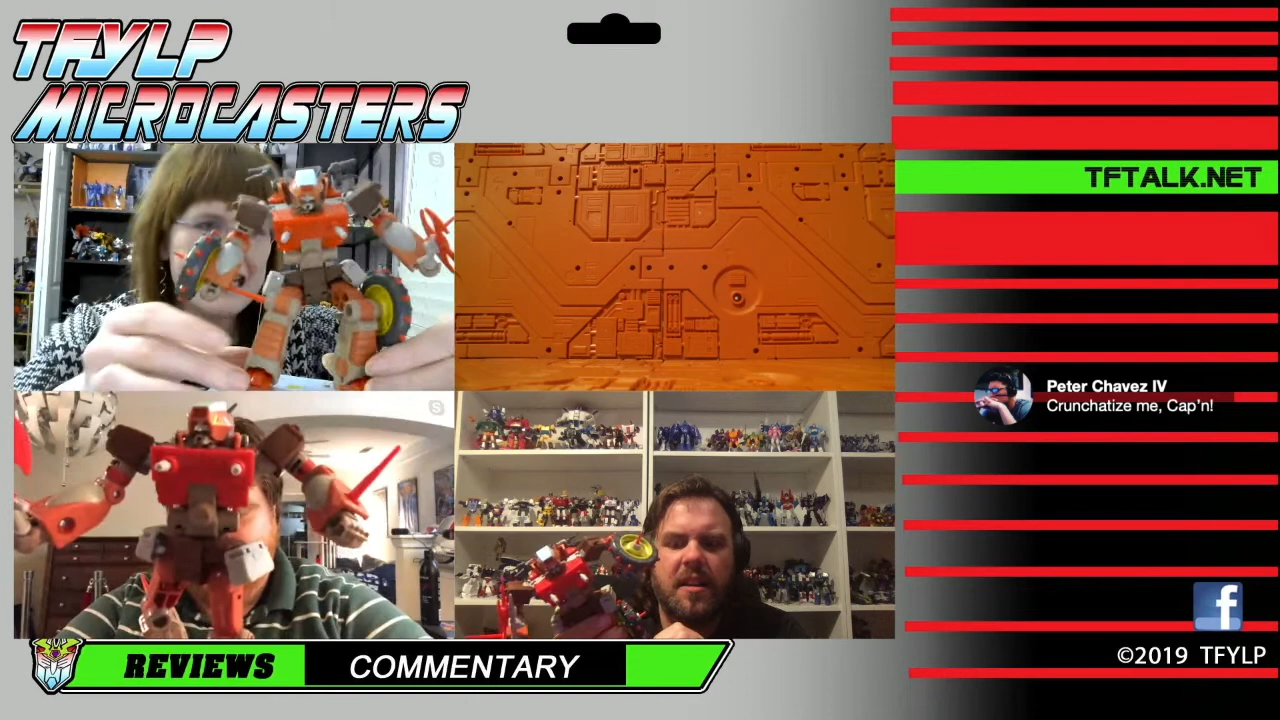 TFYLP
MICROCASTERS
TFTALK.NET
Peter Chavez IV
Crunchatize me, Cap'n!
f
©2019 TFYLP
REVIEWS
COMMENTARY